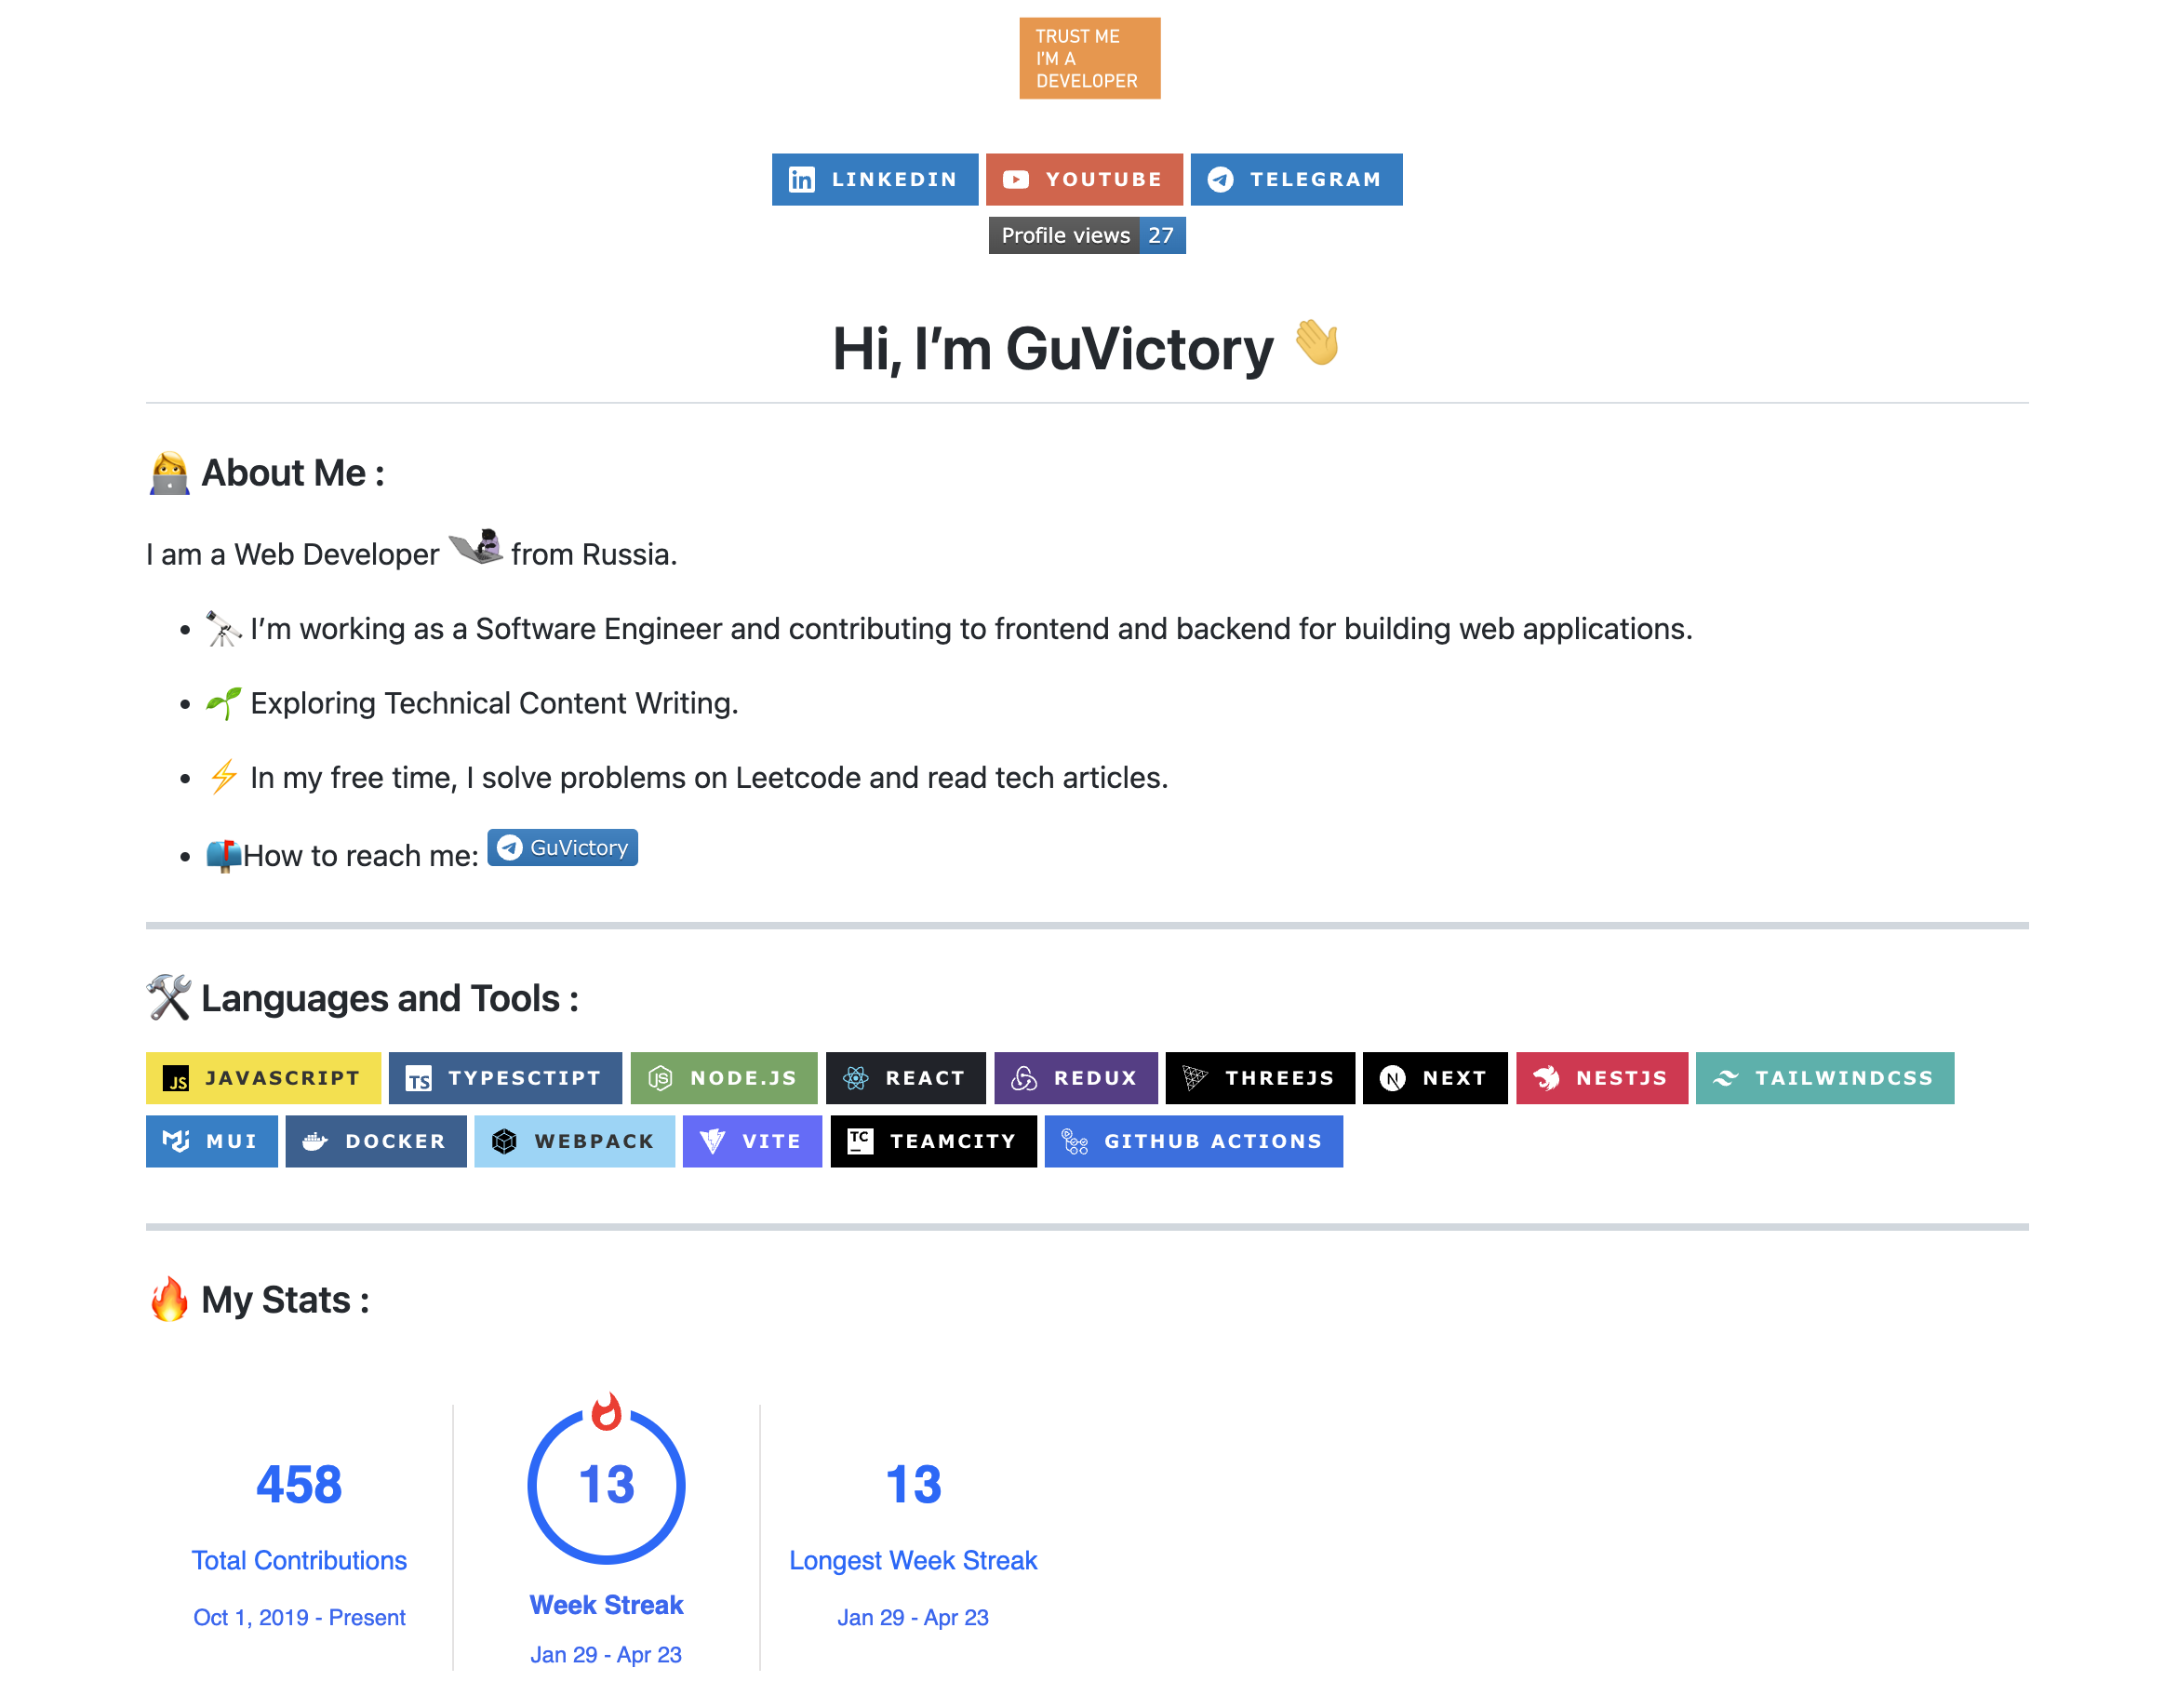 TRUST ME
I'M A
DEVELOPER
LINKEDIN YOUTUBE TELEGRAM
Profile views 27
Hi, I’m GuVictory
About Me :
I am a Web Developer from Russia.
I’m working as a Software Engineer and contributing to frontend and backend for building web applications.
Exploring Technical Content Writing.
In my free time, I solve problems on Leetcode and read tech articles.
How to reach me: GuVictory
Languages and Tools :
JS JAVASCRIPT TS TYPESCTIPT JS NODE.JS REACT REDUX THREEJS N NEXT NESTJS TAILWINDCSS
MUI DOCKER WEBPACK VITE TC TEAMCITY GITHUB ACTIONS
My Stats :
458 13 13
Total Contributions Longest Week Streak
Week Streak
Oct 1, 2019 - Present Jan 29 - Apr 23
Jan 29 - Apr 23